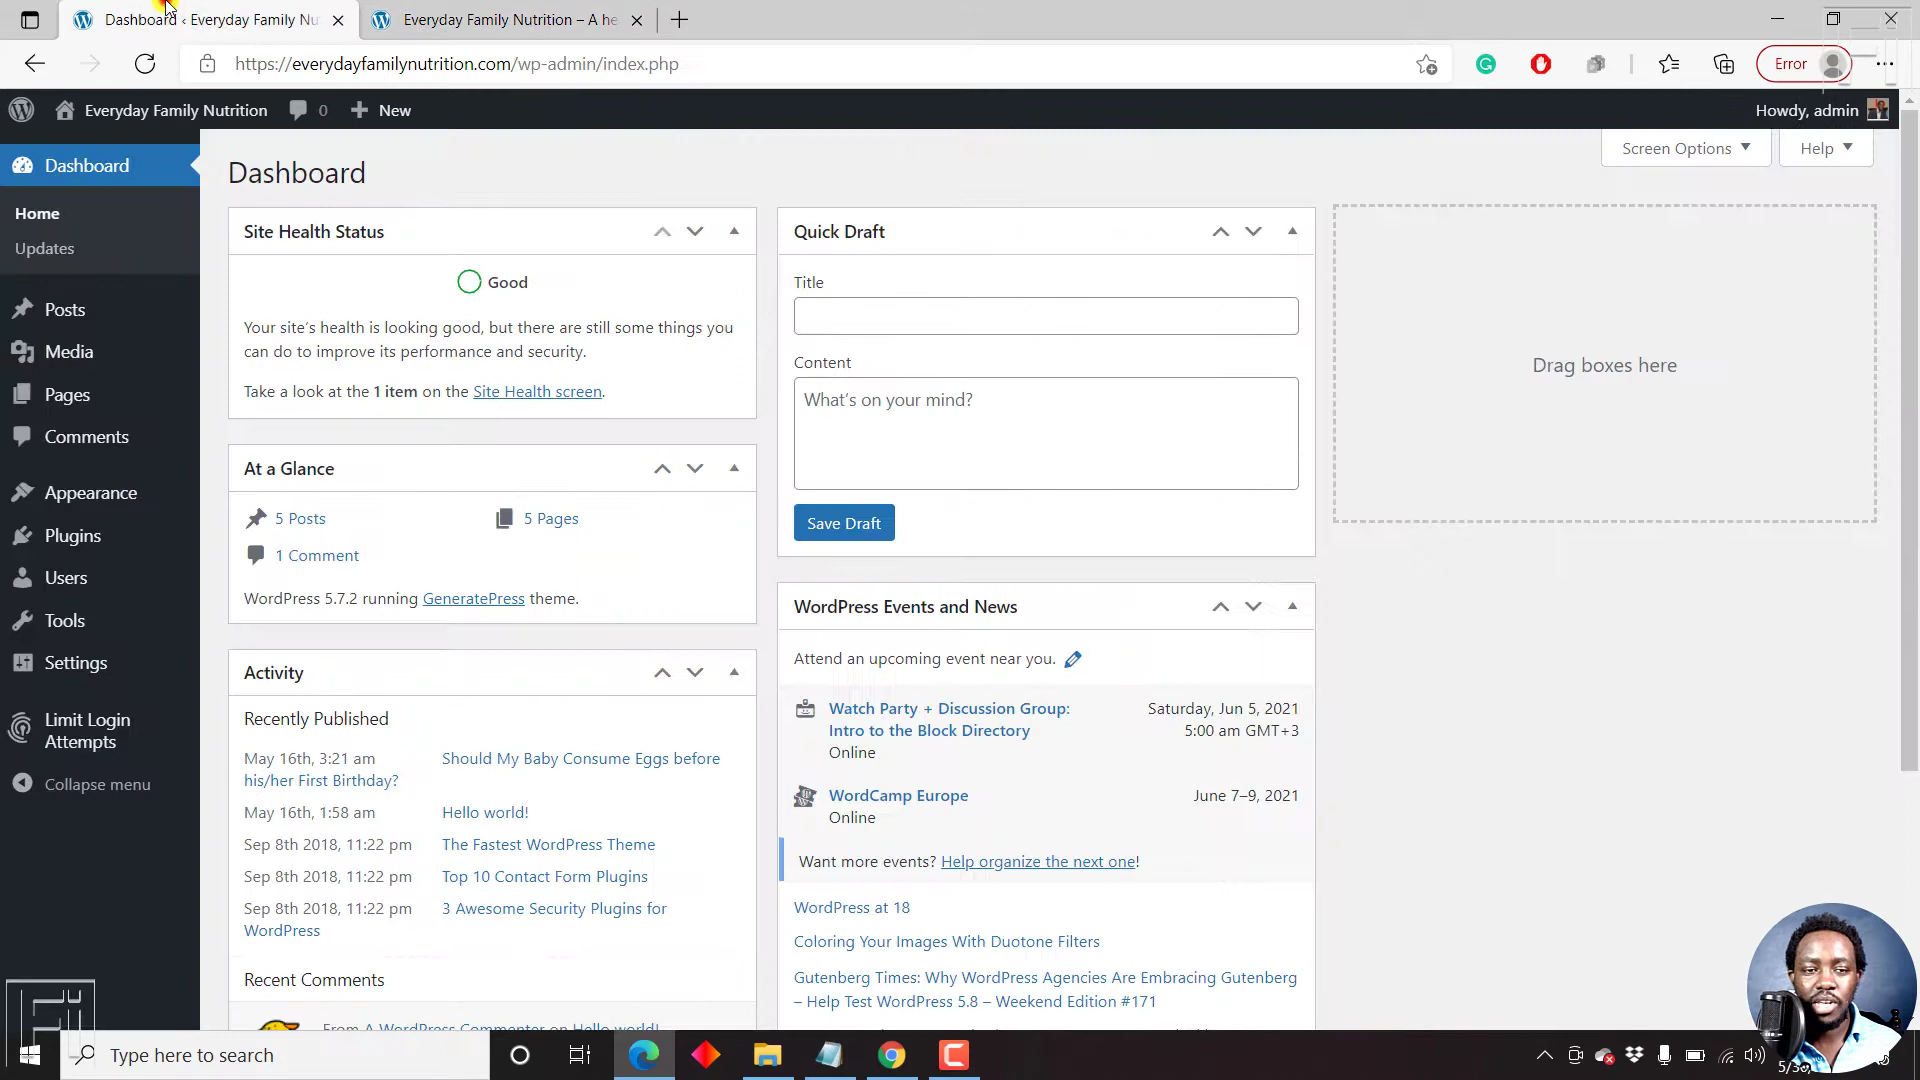 Dashboard ‹ Everyday Family Nu
Everyday Family Nutrition – A he
https://everydayfamilynutrition.com/wp-admin/index.php
Error
Everyday Family Nutrition
0
New
Howdy, admin
Dashboard
Home
Updates
Posts
Media
Pages
Comments
Appearance
Plugins
Users
Tools
Settings
Limit Login
Attempts
Collapse menu
Screen Options
Help
Dashboard
Site Health Status
Good
Your site's health is looking good, but there are still some things you
can do to improve its performance and security.
Take a look at the 1 item on the Site Health screen.
At a Glance
5 Posts
5 Pages
1 Comment
WordPress 5.7.2 running GeneratePress theme.
Activity
Recently Published
May 16th, 3:21 am Should My Baby Consume Eggs before
his/her First Birthday?
May 16th, 1:58 am Hello world!
Sep 8th 2018, 11:22 pm The Fastest WordPress Theme
Sep 8th 2018, 11:22 pm Top 10 Contact Form Plugins
Sep 8th 2018, 11:22 pm 3 Awesome Security Plugins for
WordPress
Recent Comments
From A WordPress Commenter on Hello world!
Quick Draft
Title
Content
What's on your mind?
Save Draft
WordPress Events and News
Attend an upcoming event near you.
Watch Party + Discussion Group: Saturday, Jun 5, 2021
Intro to the Block Directory 5:00 am GMT+3
Online
WordCamp Europe June 7–9, 2021
Online
Want more events? Help organize the next one!
WordPress at 18
Coloring Your Images With Duotone Filters
Gutenberg Times: Why WordPress Agencies Are Embracing Gutenberg
– Help Test WordPress 5.8 – Weekend Edition #171
Drag boxes here
Type here to search